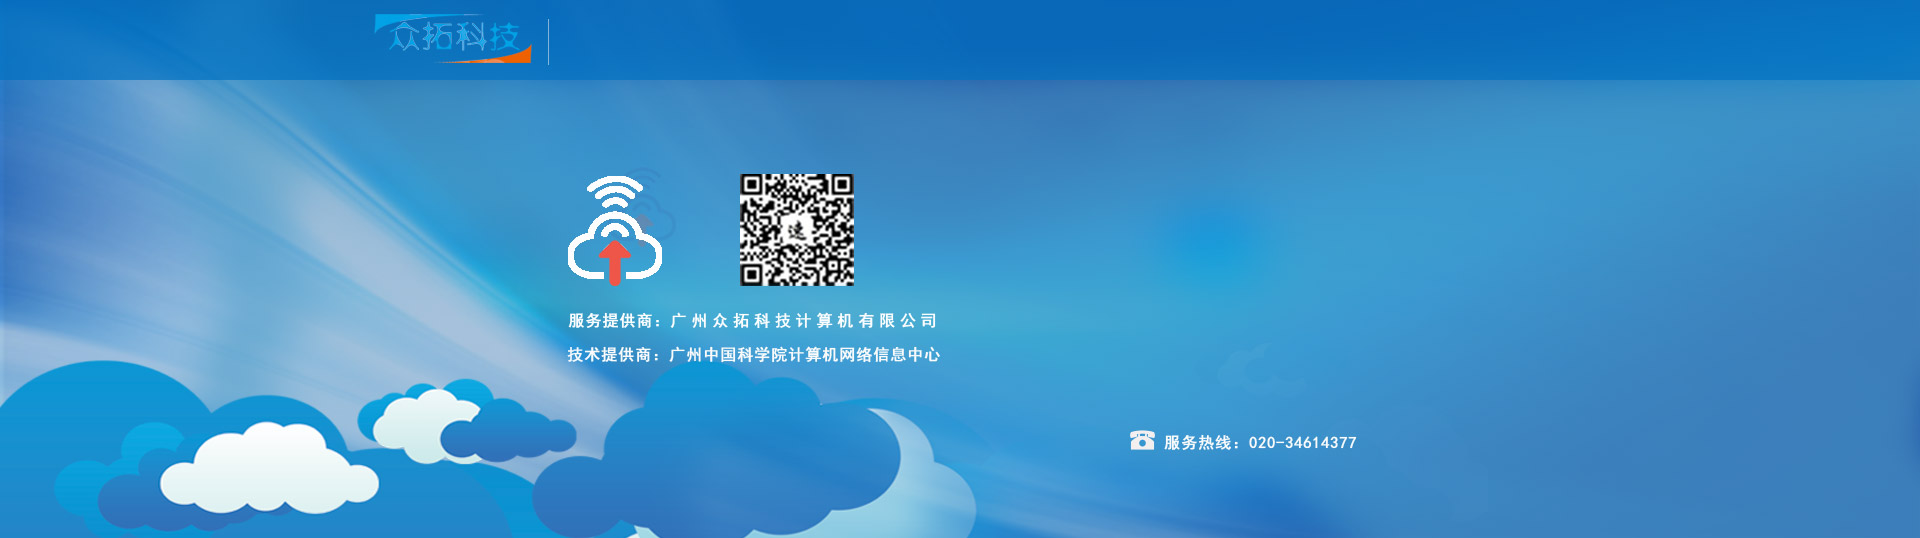 众拓科技
服务提供商：广州众拓科技计算机有限公司
技术提供商：广州中国科学院计算机网络信息中心
服务热线：020-34614377